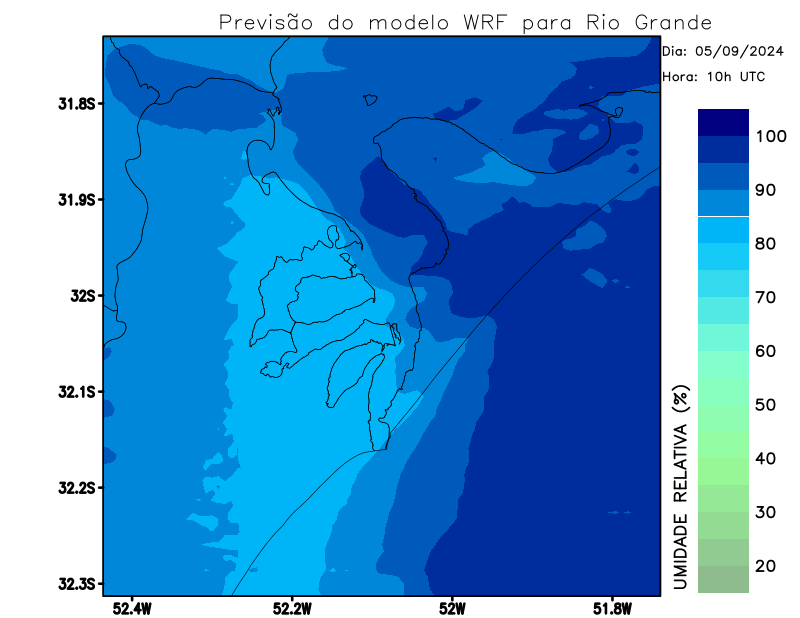 Previsão do modelo WRF para Rio Grande
Dia: 05/09/2024
Hora: 10h UTC
31.8S
31.9S
32S
32.1S
32.2S
32.3S
52.4W
52.2W
52W
51.8W
100
90
80
70
60
50
40
30
20
UMIDADE RELATIVA (%)